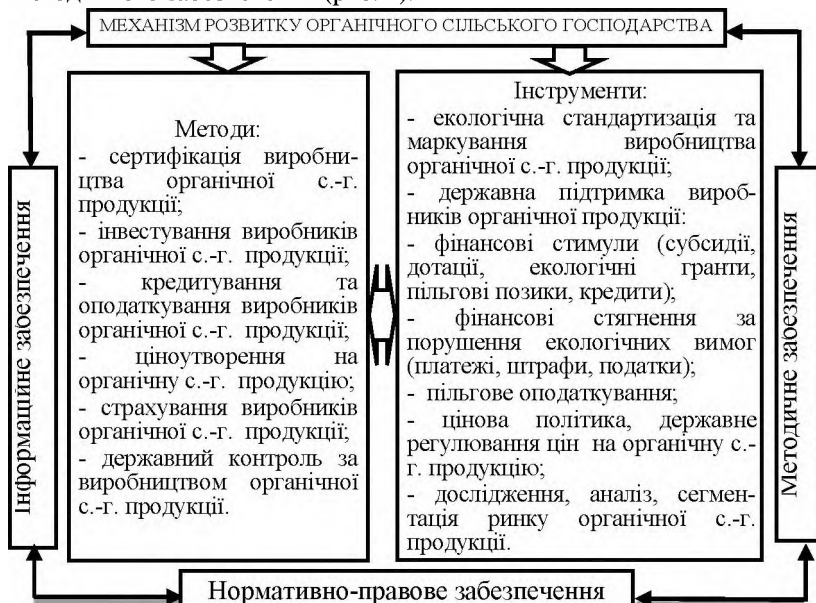 МЕХАНІЗМ РОЗВИТКУ ОРГАНІЧНОГО СІЛЬСЬКОГО ГОСПОДАРСТВА
Інформаційне забезпечення
Методи:
- сертифікація виробни-
цтва органічної с.-г.
продукції;
- інвестування виробників
органічної с.-г. продукції;
- кредитування та
оподаткування виробників
органічної с.-г. продукції;
- ціноутворення на
органічну с.-г. продукцію;
- страхування виробників
органічної с.-г. продукції;
- державний контроль за
виробництвом органічної
с.-г. продукції.
Інструменти:
- екологічна стандартизація та
маркування виробництва
органічної с.-г. продукції;
- державна підтримка вироб-
ників органічної продукції:
- фінансові стимули (субсидії,
дотації, екологічні гранти,
пільгові позики, кредити);
- фінансові стягнення за
порушення екологічних вимог
(платежі, штрафи, податки);
- пільгове оподаткування;
- цінова політика, державне
регулювання цін на органічну с.-
г. продукцію;
- дослідження, аналіз, сегмен-
тація ринку органічної с.-г.
продукції.
Методичне забезпечення
Нормативно-правове забезпечення